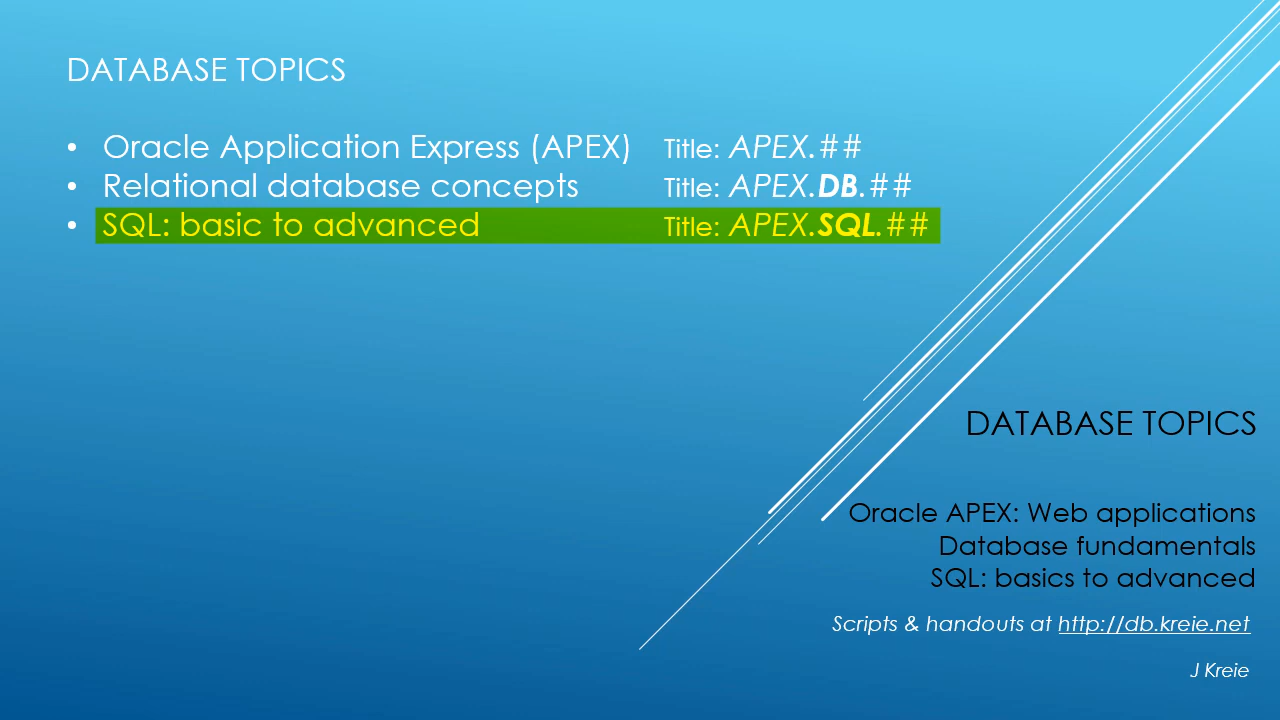 DATABASE TOPICS
• Oracle Application Express (APEX) Title: APEX.##
• Relational database concepts Title: APEX.DB.##
• SQL: basic to advanced Title: APEX.SQL.##
DATABASE TOPICS
Oracle APEX: Web applications
Database fundamentals
SQL: basics to advanced
Scripts & handouts at http://db.kreie.net
J Kreie